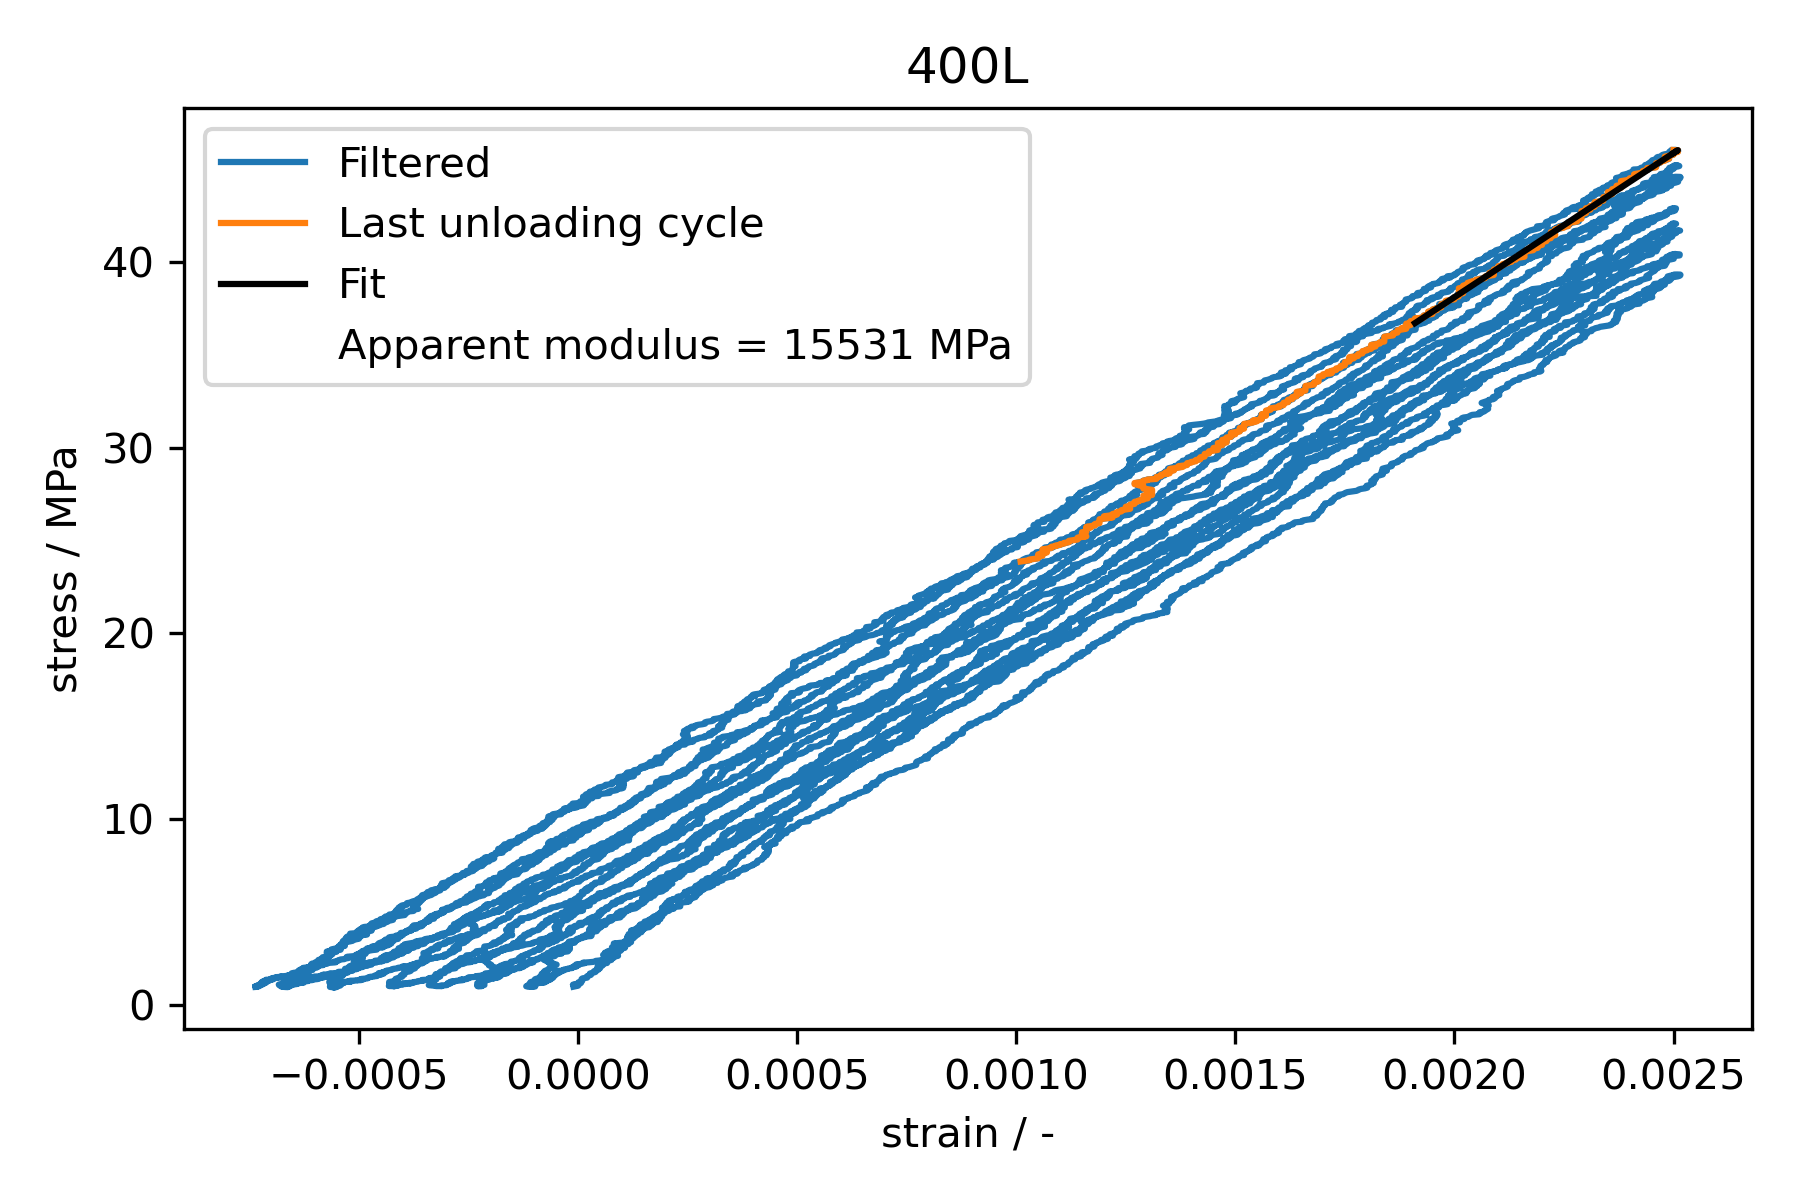 400L
Filtered
Last unloading cycle
Fit
Apparent modulus = 15531 MPa
stress / MPa
40
30
20
10
0
−0.0005 0.0000 0.0005 0.0010 0.0015 0.0020 0.0025
strain / -